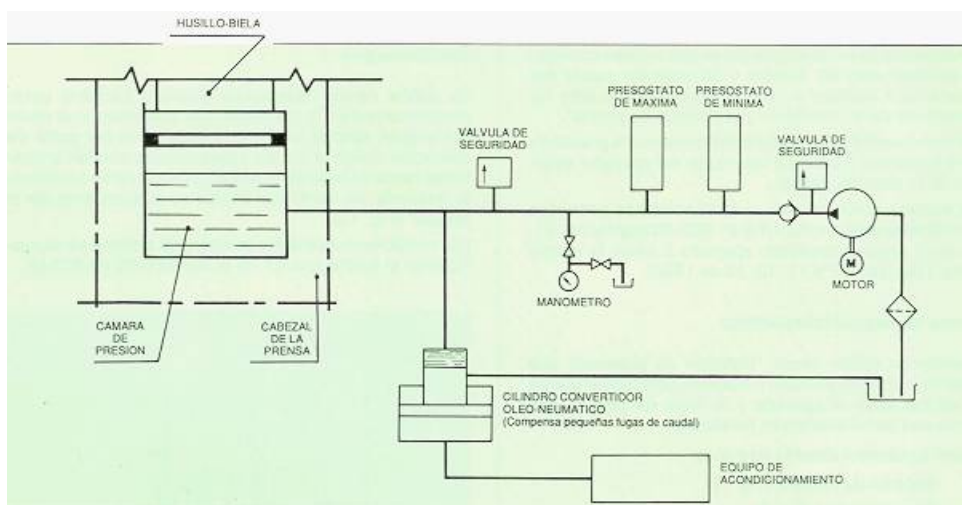 HUSILLO-BIELA
PRESOSTATO
DE MAXIMA
PRESOSTATO
DE MINIMA
VALVULA DE
SEGURIDAD
VALVULA DE
SEGURIDAD
M
MOTOR
MANOMETRO
CAMARA
DE
PRESION
CABEZAL
DE LA
PRENSA
CILINDRO CONVERTIDOR
OLEO-NEUMATICO
(Compensa pequeñas fugas de caudal)
EQUIPO DE
ACONDICIONAMIENTO